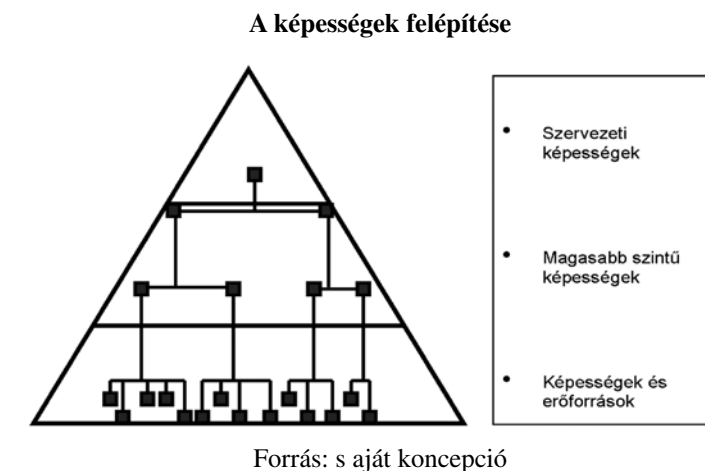 A képességek felépítése
• Szervezeti
képességek
• Magasabb szintű
képességek
• Képességek és
erőforrások
Forrás: s aját koncepció